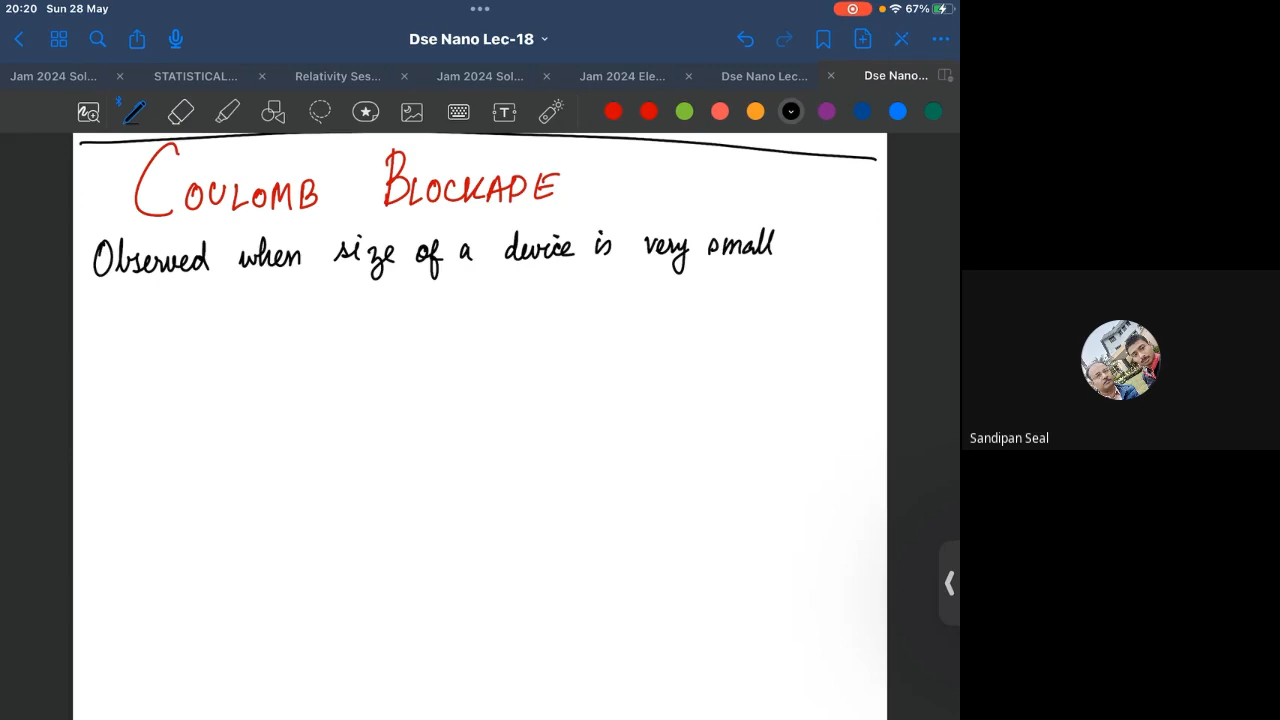 20:20 Sun 28 May
67%
Dse Nano Lec-18
Jam 2024 Sol...
STATISTICAL...
Relativity Ses...
Jam 2024 Sol...
Jam 2024 Ele...
Dse Nano Lec...
Dse Nano...
COULOMB BLOCKADE
Observed when size of a device is very small
Sandipan Seal